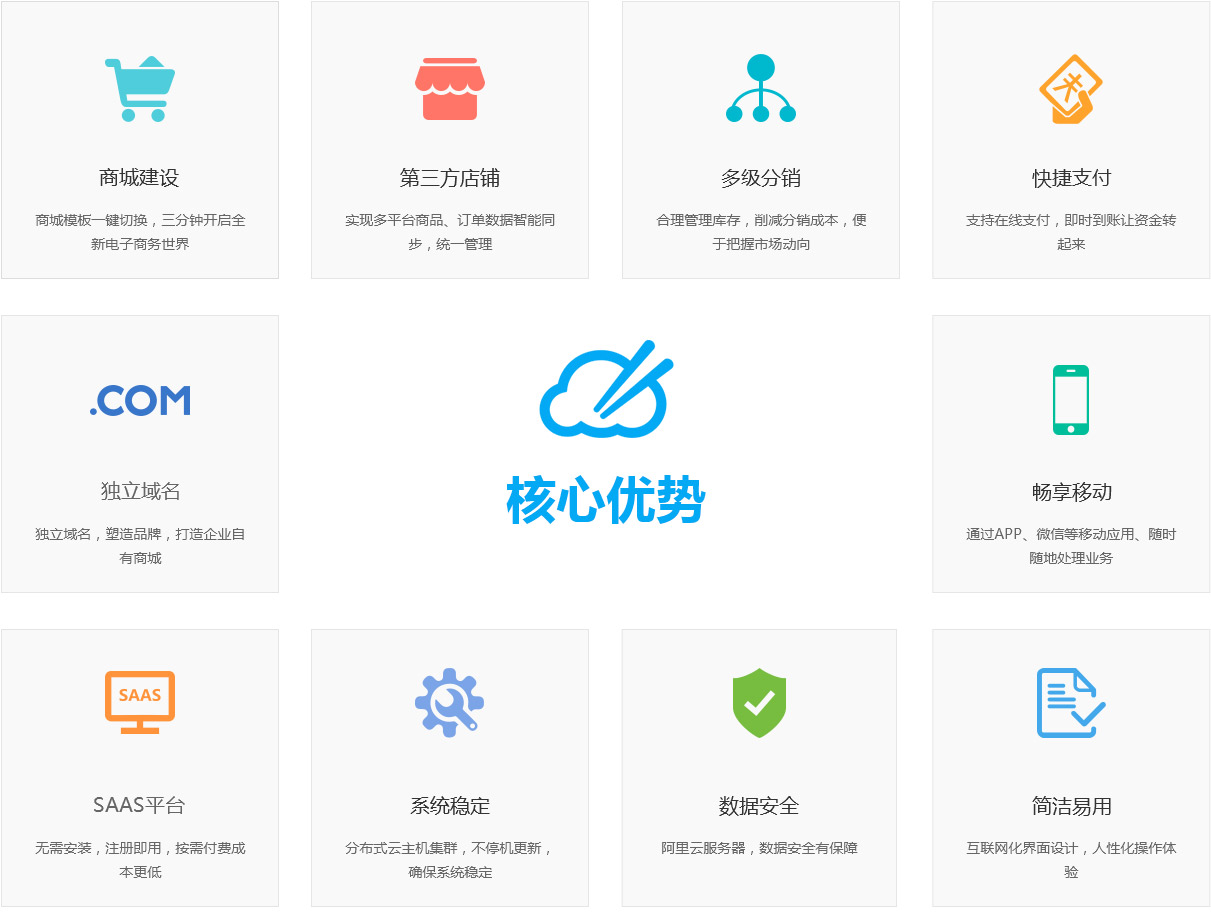 商城建设
商城模板一键切换，三分钟开启全
新电子商务世界
第三方店铺
实现多平台商品、订单数据智能同
步，统一管理
多级分销
合理管理库存，削减分销成本，便
于把握市场动向
快捷支付
支持在线支付，即时到账让资金转
起来
.COM
独立域名
独立域名，塑造品牌，打造企业自
有商城
核心优势
畅享移动
通过APP、微信等移动应用、随时
随地处理业务
SAAS
SAAS平台
无需安装，注册即用，按需付费成
本更低
系统稳定
分布式云主机集群，不停机更新，
确保系统稳定
数据安全
阿里云服务器，数据安全有保障
简洁易用
互联网化界面设计，人性化操作体
验